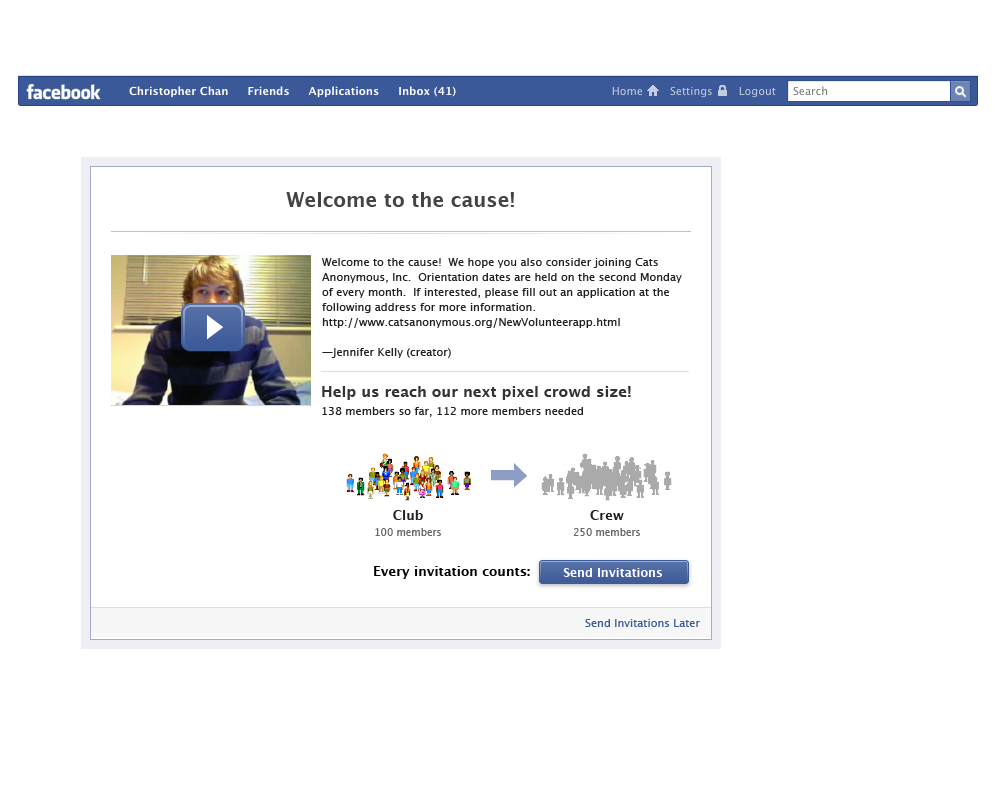 facebook Christopher Chan Friends Applications Inbox (41) Home Settings Logout Search
Welcome to the cause!
Welcome to the cause!  We hope you also consider joining Cats
Anonymous, Inc.  Orientation dates are held on the second Monday
of every month.  If interested, please fill out an application at the
following address for more information.
http://www.catsanonymous.org/NewVolunteerapp.html
—Jennifer Kelly (creator)
Help us reach our next pixel crowd size!
138 members so far, 112 more members needed
Club Crew
100 members 250 members
Every invitation counts: Send Invitations
Send Invitations Later